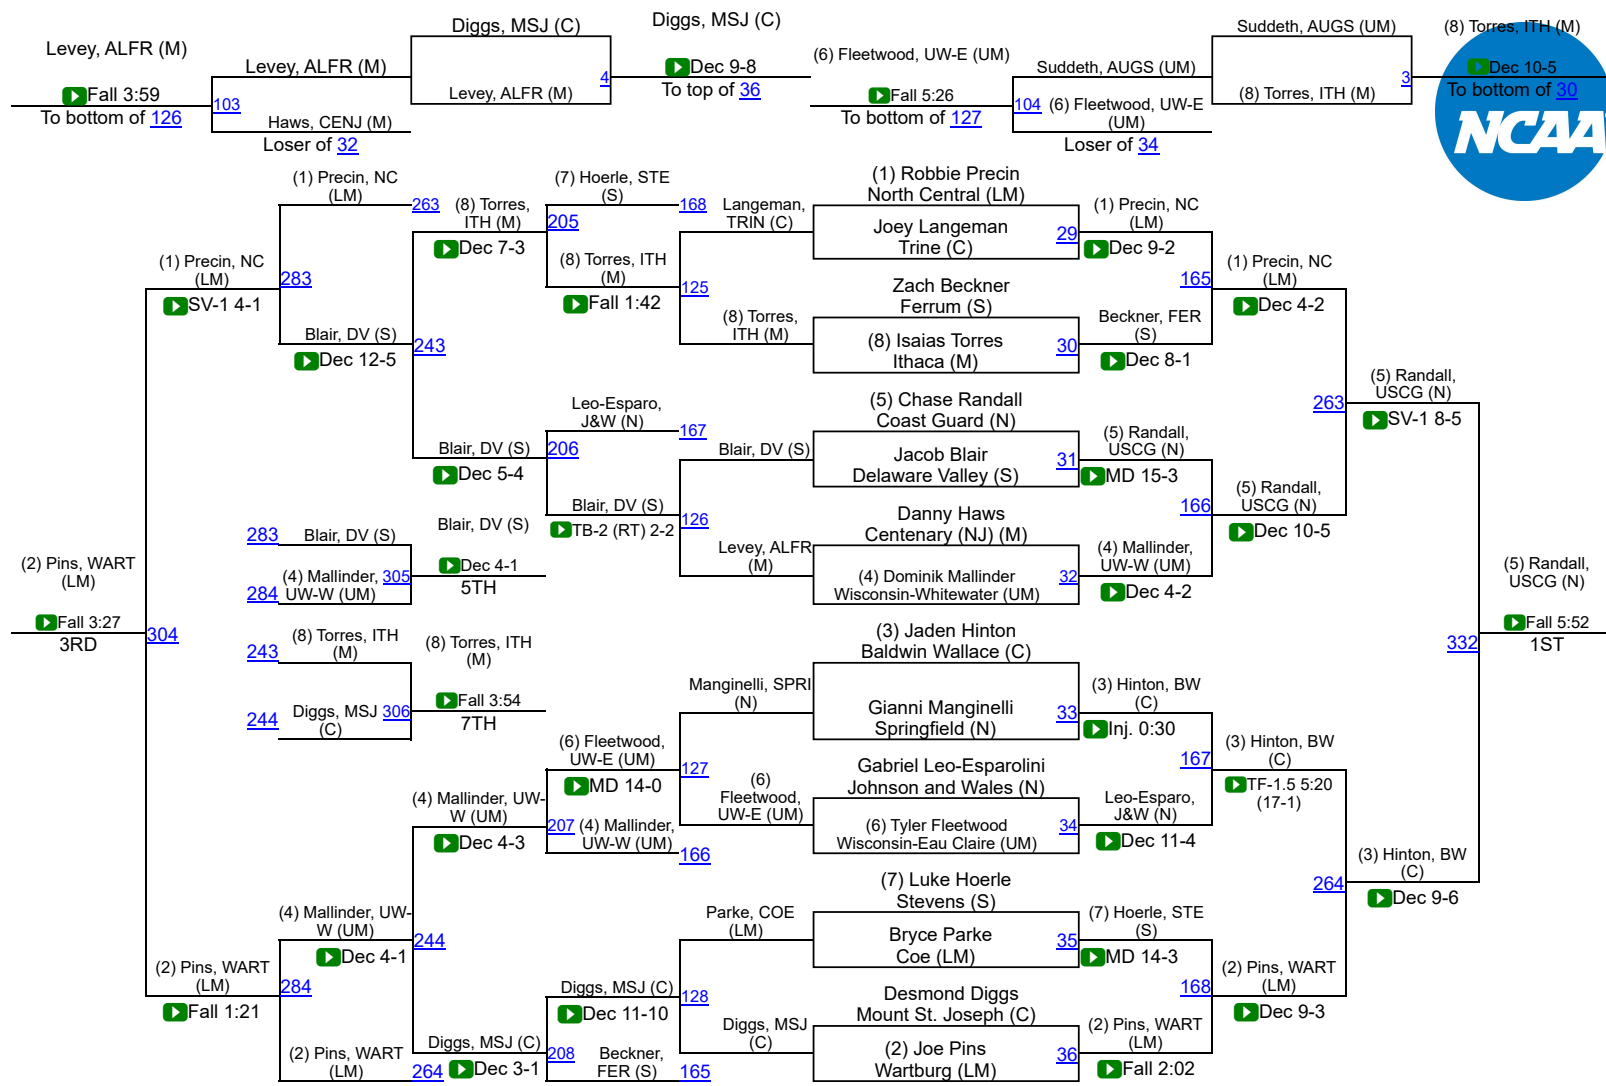 Levey, ALFR (M)
Fall 3:59
To bottom of 126
Levey, ALFR (M)
103
Haws, CENJ (M)
Loser of 32
Diggs, MSJ (C)
Levey, ALFR (M)
4
Diggs, MSJ (C)
Dec 9-8
To top of 36
(6) Fleetwood, UW-E (UM)
Fall 5:26
To bottom of 127
Suddeth, AUGS (UM)
104
(6) Fleetwood, UW-E
(UM)
Loser of 34
Suddeth, AUGS (UM)
(8) Torres, ITH (M)
3
(8) Torres, ITH (M)
Dec 10-5
To bottom of 30
NCAA
(1) Robbie Precin
North Central (LM)
Joey Langeman
Trine (C)
29
Zach Beckner
Ferrum (S)
(8) Isaias Torres
Ithaca (M)
30
(5) Chase Randall
Coast Guard (N)
Jacob Blair
Delaware Valley (S)
31
Danny Haws
Centenary (NJ) (M)
(4) Dominik Mallinder
Wisconsin-Whitewater (UM)
32
(3) Jaden Hinton
Baldwin Wallace (C)
Gianni Manginelli
Springfield (N)
33
Gabriel Leo-Esparolini
Johnson and Wales (N)
(6) Tyler Fleetwood
Wisconsin-Eau Claire (UM)
34
(7) Luke Hoerle
Stevens (S)
Bryce Parke
Coe (LM)
35
Desmond Diggs
Mount St. Joseph (C)
(2) Joe Pins
Wartburg (LM)
36
(1) Precin, NC
(LM)
Dec 9-2
165
Beckner, FER
(S)
Dec 8-1
(5) Randall,
USCG (N)
MD 15-3
166
(4) Mallinder,
UW-W (UM)
Dec 4-2
(3) Hinton, BW
(C)
Inj. 0:30
167
Leo-Esparo,
J&W (N)
Dec 11-4
(7) Hoerle, STE
(S)
MD 14-3
168
(2) Pins, WART
(LM)
Fall 2:02
(1) Precin, NC
(LM)
Dec 4-2
263
(5) Randall,
USCG (N)
Dec 10-5
(3) Hinton, BW
(C)
TF-1.5 5:20
(17-1)
264
(2) Pins, WART
(LM)
Dec 9-3
(5) Randall,
USCG (N)
SV-1 8-5
332
(3) Hinton, BW
(C)
Dec 9-6
(5) Randall,
USCG (N)
Fall 5:52
1ST
Langeman,
TRIN (C)
125
(8) Torres,
ITH (M)
Blair, DV (S)
126
Levey, ALFR
(M)
Manginelli, SPRI
(N)
127
(6)
Fleetwood,
UW-E (UM)
Parke, COE
(LM)
128
Diggs, MSJ
(C)
(7) Hoerle, STE
(S)
168
205
(8) Torres, ITH
(M)
Fall 1:42
Leo-Esparo,
J&W (N)
167
206
Blair, DV (S)
TB-2 (RT) 2-2
(6) Fleetwood,
UW-E (UM)
MD 14-0
207
(4) Mallinder,
UW-W (UM)
166
Diggs, MSJ (C)
Dec 11-10
208
Beckner,
FER (S)
165
(8) Torres,
ITH (M)
Dec 7-3
243
Blair, DV (S)
Dec 5-4
(4) Mallinder, UW-
W (UM)
Dec 4-3
244
Diggs, MSJ (C)
Dec 3-1
(1) Precin, NC
(LM)
263
283
Blair, DV (S)
Dec 12-5
(4) Mallinder, UW-
W (UM)
Dec 4-1
284
(2) Pins, WART
(LM)
264
(1) Precin, NC
(LM)
SV-1 4-1
304
(2) Pins, WART
(LM)
Fall 1:21
(2) Pins, WART
(LM)
Fall 3:27
3RD
283
Blair, DV (S)
284
(4) Mallinder,
UW-W (UM)
305
Blair, DV (S)
Dec 4-1
5TH
243
(8) Torres, ITH
(M)
244
Diggs, MSJ
(C)
306
(8) Torres, ITH
(M)
Fall 3:54
7TH